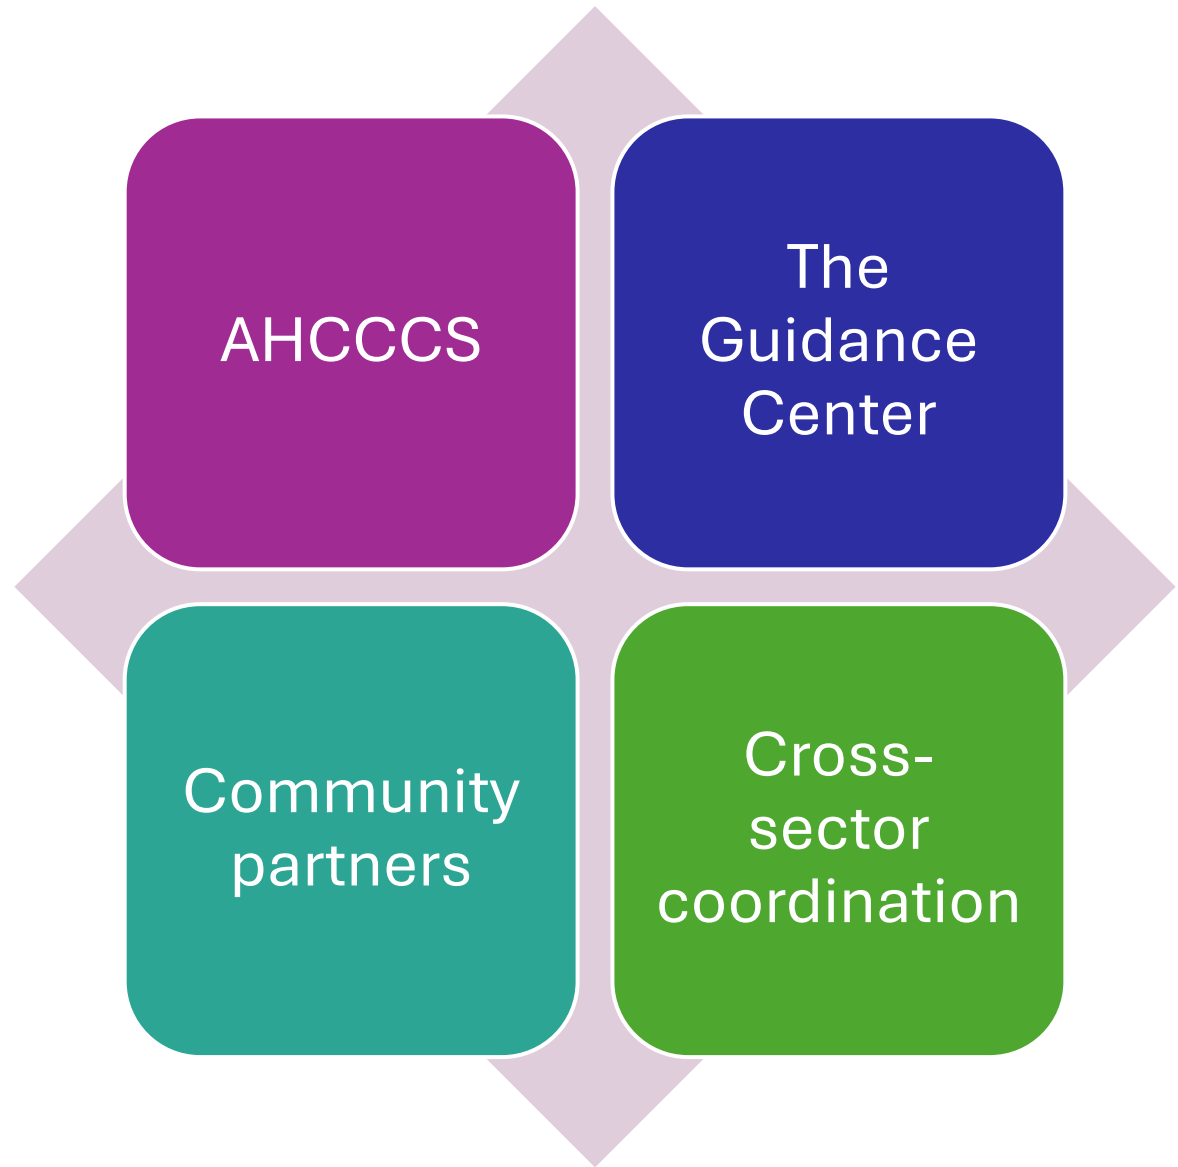 AHCCCS
The
Guidance
Center
Community
partners
Cross-
sector
coordination